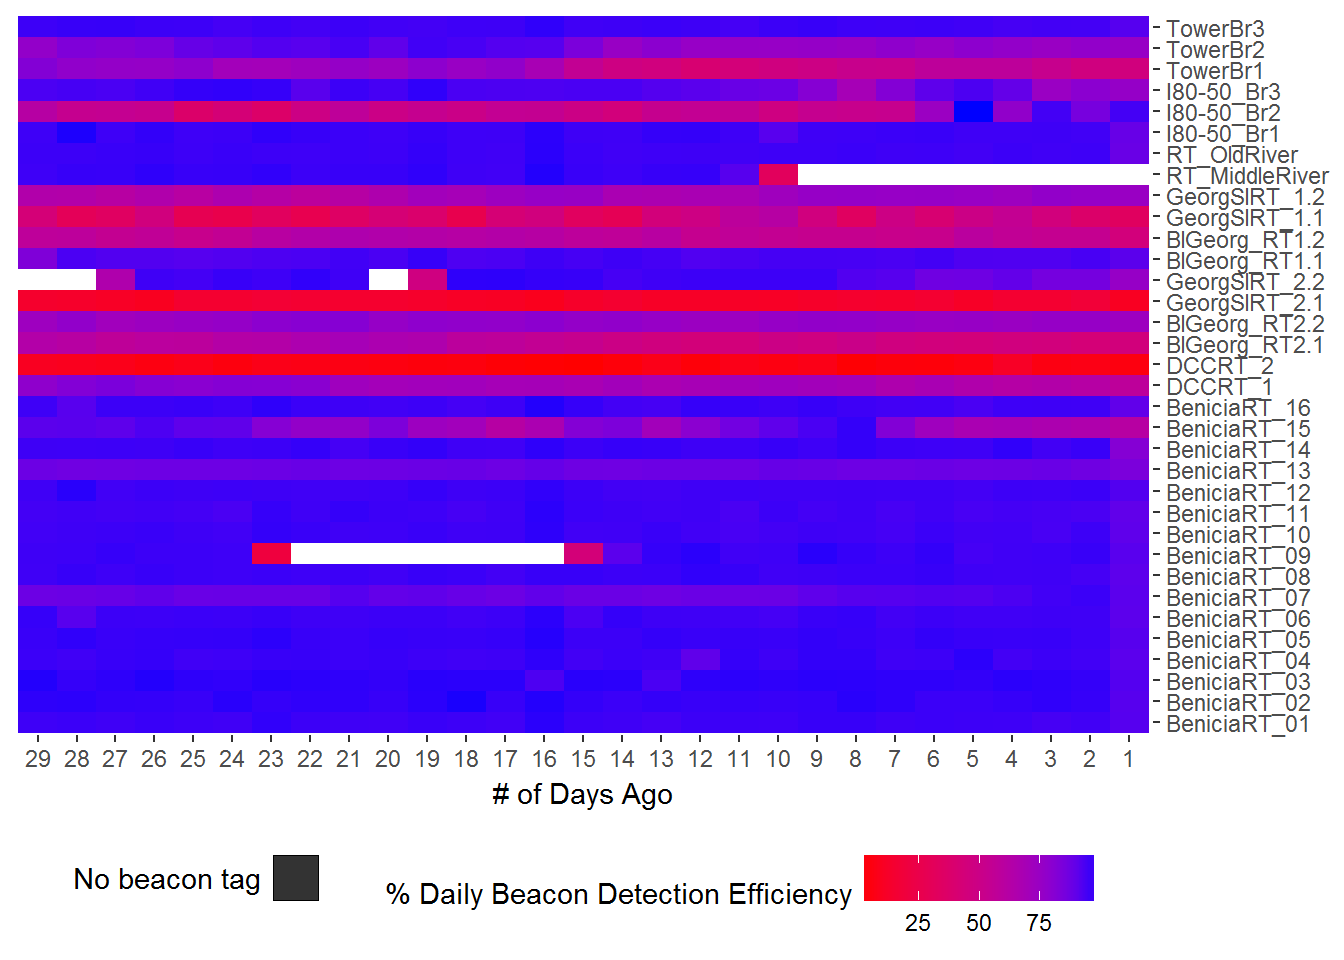 TowerBr3
TowerBr2
TowerBr1
I80-50_Br3
I80-50_Br2
I80-50_Br1
RT_OldRiver
RT_MiddleRiver
GeorgSlRT_1.2
GeorgSlRT_1.1
BlGeorg_RT1.2
BlGeorg_RT1.1
GeorgSlRT_2.2
GeorgSlRT_2.1
BlGeorg_RT2.2
BlGeorg_RT2.1
DCCRT_2
DCCRT_1
BeniciaRT_16
BeniciaRT_15
BeniciaRT_14
BeniciaRT_13
BeniciaRT_12
BeniciaRT_11
BeniciaRT_10
BeniciaRT_09
BeniciaRT_08
BeniciaRT_07
BeniciaRT_06
BeniciaRT_05
BeniciaRT_04
BeniciaRT_03
BeniciaRT_02
BeniciaRT_01
29 28 27 26 25 24 23 22 21 20 19 18 17 16 15 14 13 12 11 10 9 8 7 6 5 4 3 2 1
# of Days Ago
No beacon tag
% Daily Beacon Detection Efficiency
25 50 75